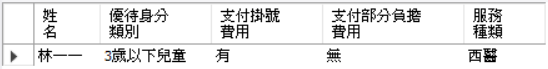 姓名 優待身分類別 支付掛號費用 支付部分負擔費用 服務種類
林一一 3歲以下兒童 有 無 西醫